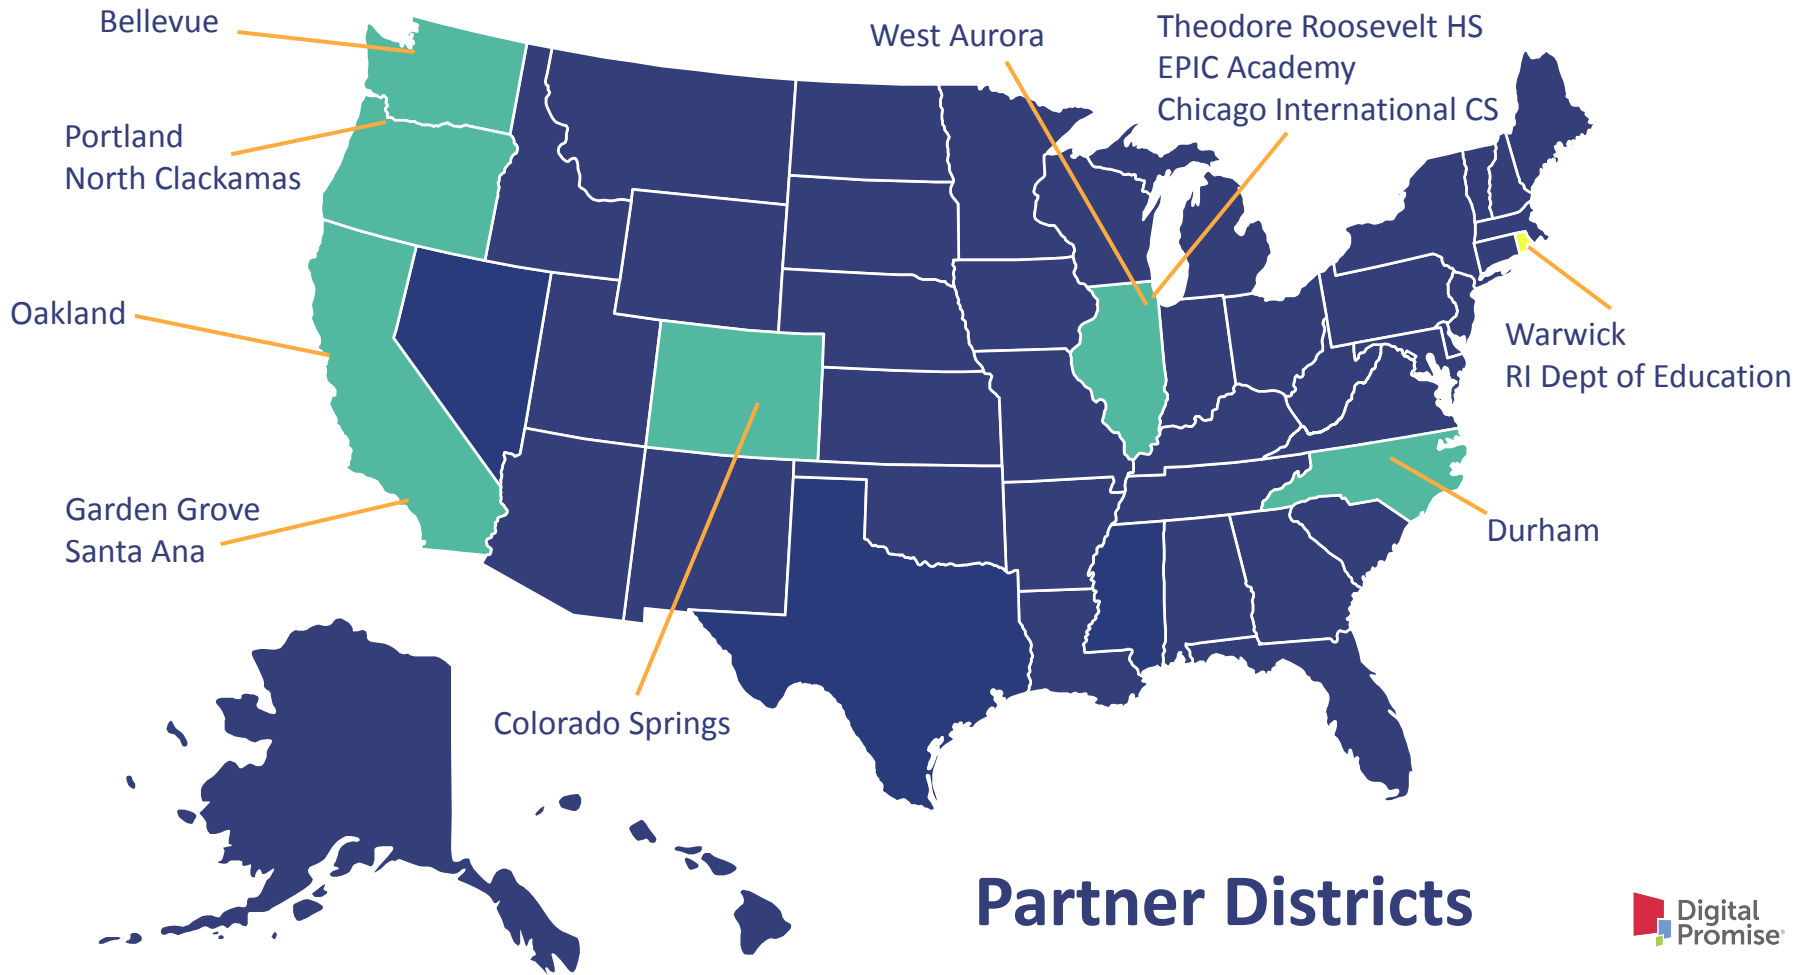 Bellevue
Portland
North Clackamas
Oakland
Garden Grove
Santa Ana
Colorado Springs
West Aurora
Theodore Roosevelt HS
EPIC Academy
Chicago International CS
Warwick
RI Dept of Education
Durham
Partner Districts
Digital
Promise®